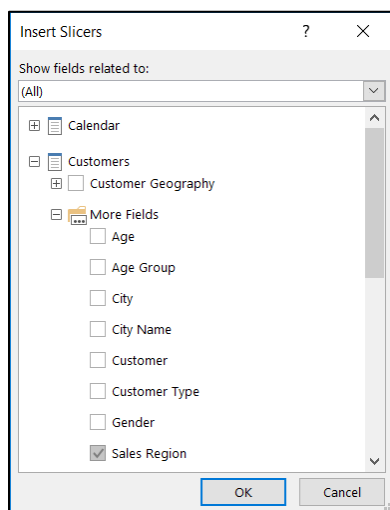 Insert Slicers
?
Show fields related to:
(All)
Calendar
Customers
Customer Geography
More Fields
Age
Age Group
City
City Name
Customer
Customer Type
Gender
Sales Region
OK Cancel